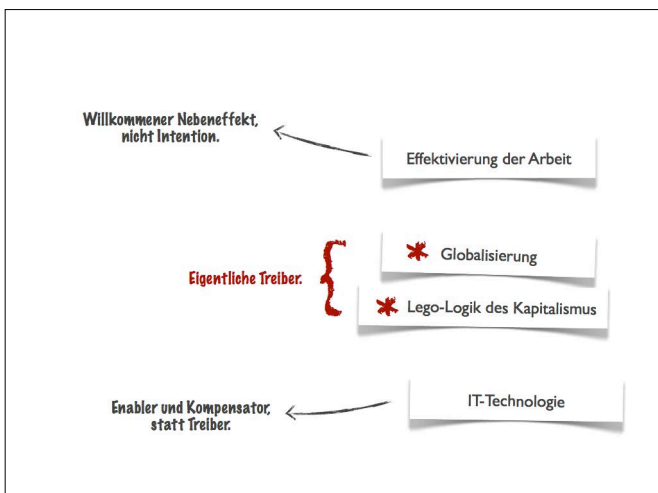 Willkommener Nebeneffekt,
nicht Intention.
Effektivierung der Arbeit
Globalisierung
Eigentliche Treiber.
Lego-Logik des Kapitalismus
IT-Technologie
Enabler und Kompensator,
statt Treiber.